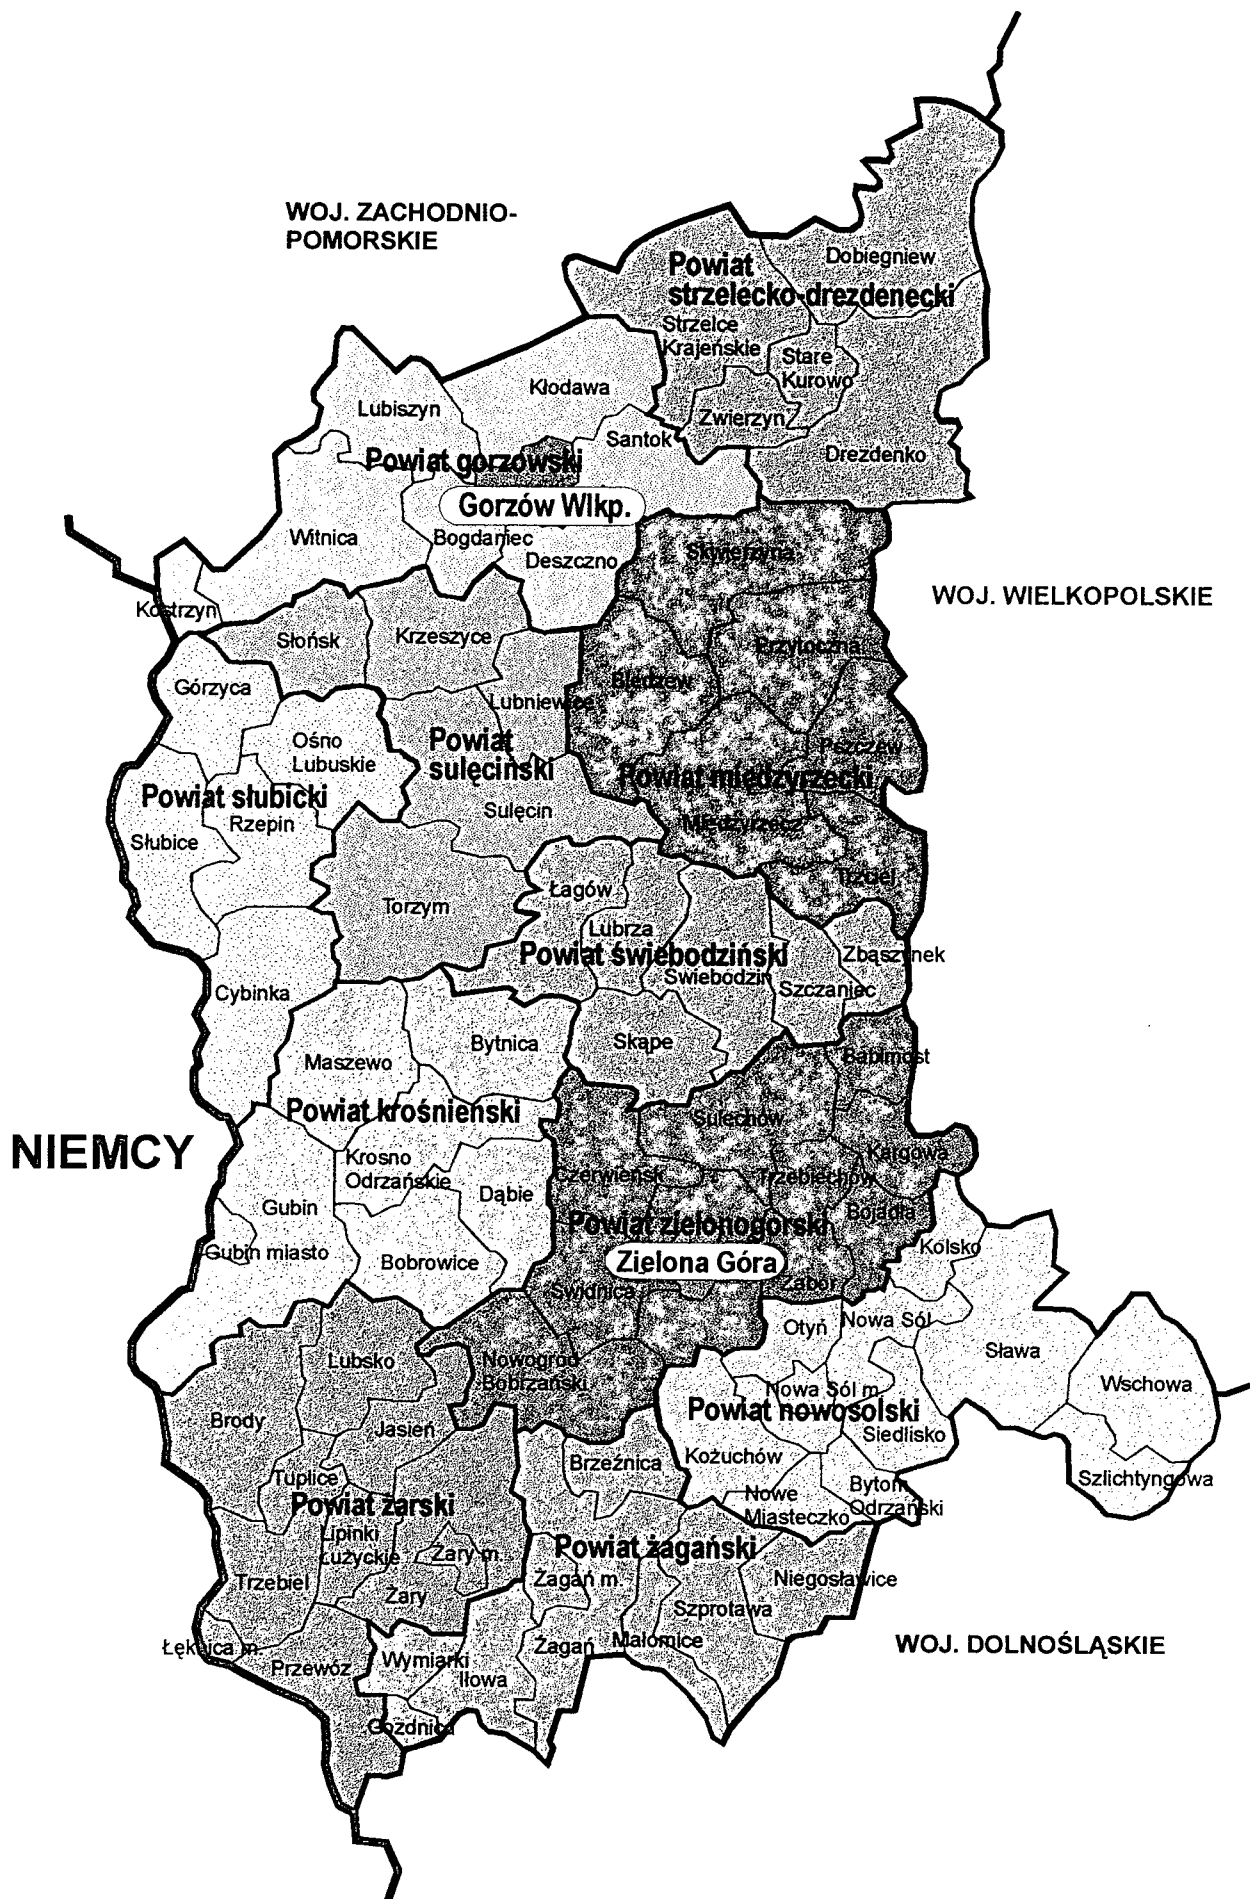 WOJ. ZACHODNIO-
POMORSKIE
Dobiegniew
Powiat
strzelecko-drezdenecki
Strzelce
Krajeńskie
Stare
Kurowo
Kłodawa
Lubiszyn
Zwierzyn
Santok
Drezdenko
Powiat gorzowski
Gorzów Wlkp.
Witnica
Bogdaniec
Deszczno
Skwierzyna
WOJ. WIELKOPOLSKIE
Kostrzyn
Słońsk
Krzeszyce
Przytoczna
Górzyca
Bledzew
Lubniewice
Ośno
Lubuskie
Powiat
sulęciński
Pszczew
Powiat międzyrzecki
Powiat słubicki
Rzepin
Sulęcin
Międzyrzecz
Słubice
Trzciel
Łagów
Torzym
Lubrza
Powiat świebodziński
Zbąszynek
Świebodzin
Szczaniec
Cybinka
Skąpe
Bytnica
Maszewo
Babimost
Powiat krośnieński
Sulechów
NIEMCY
Krosno
Odrzańskie
Kargowa
Czerwieńsk
Trzebiechów
Dąbie
Gubin
Bojadła
Powiat zielonogórski
Gubin miasto
Kolsko
Bobrowice
Zielona Góra
Zabór
Świdnica
Otyń
Nowa Sól
Sława
Lubsko
Nowogród
Bobrzański
Wschowa
Nowa Sól m.
Powiat nowosolski
Brody
Jasień
Siedlisko
Kożuchów
Brzeźnica
Tuplice
Szlichtyngowa
Bytom
Odrzański
Nowe
Miasteczko
Powiat żarski
Lipinki
Łużyckie
Żary m.
Powiat żagański
Trzebiel
Żary
Żagań m.
Niegosławice
Szprotawa
Łęknica m.
Przewóz
Wymiarki
Iłowa
Żagań
Małomice
WOJ. DOLNOŚLĄSKIE
Gozdnica